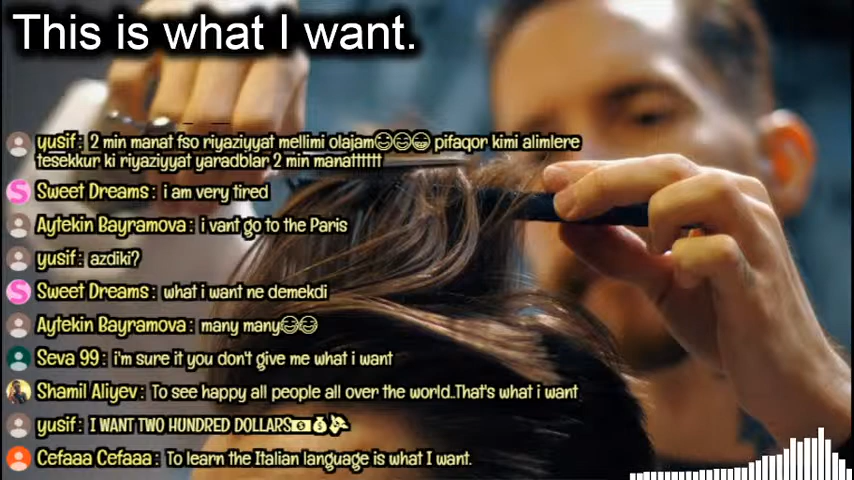 This is what I want.
yusif: 2 min manat fso riyaziyyat mellimi olajam😊😊😁 pifaqor kimi alimlere
tesekkur ki riyaziyyat yaradblar 2 min manatttttt
Sweet Dreams: i am very tired
Aytekin Bayramova: i vant go to the Paris
yusif: azdiki?
Sweet Dreams: what i want ne demekdi
Aytekin Bayramova: many many😊😊
Seva 99: i'm sure it you don't give me what i want
Shamil Aliyev: To see happy all people all over the world..That's what i want
yusif: I WANT TWO HUNDRED DOLLARS💵💰💸
Cefaaa Cefaaa: To learn the Italian language is what I want.